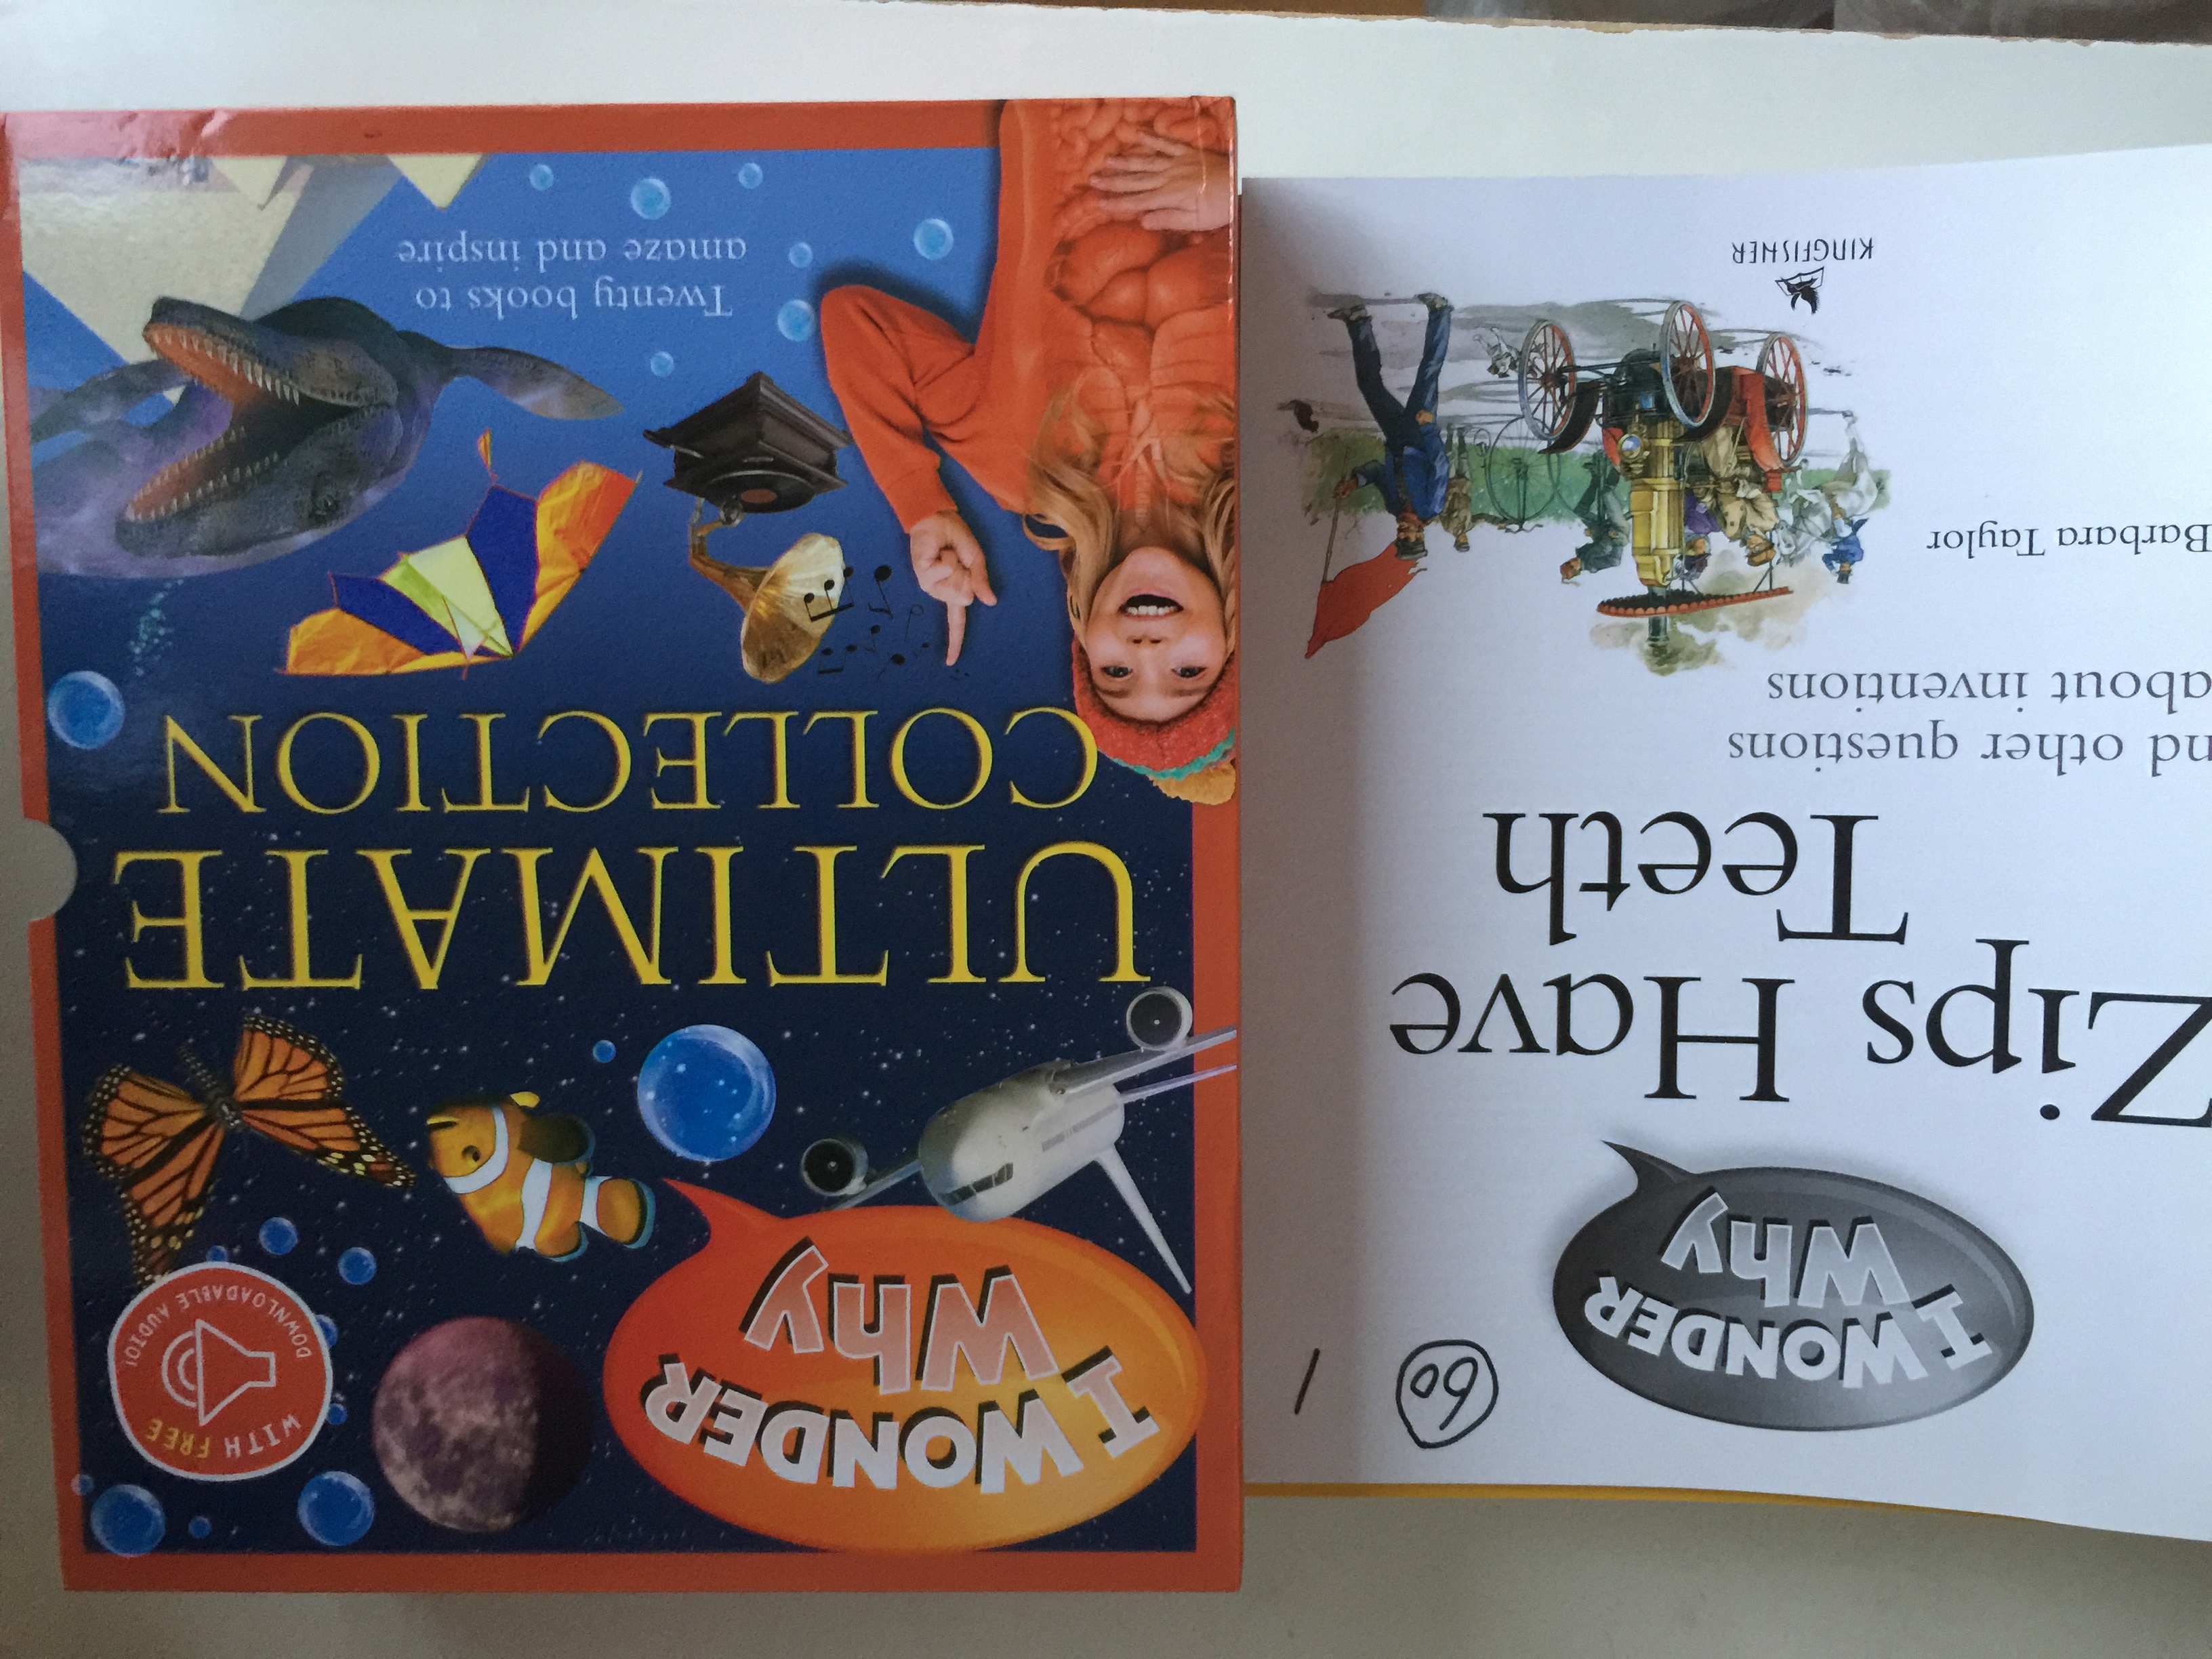 I WONDER
Why
60 /
Zips Have
Teeth
nd other questions
about inventions
Barbara Taylor
KINGFISHER
I WONDER
Why
WITH FREE
DOWNLOADABLE AUDIO!
ULTIMATE
COLLECTION
Twenty books to
amaze and inspire